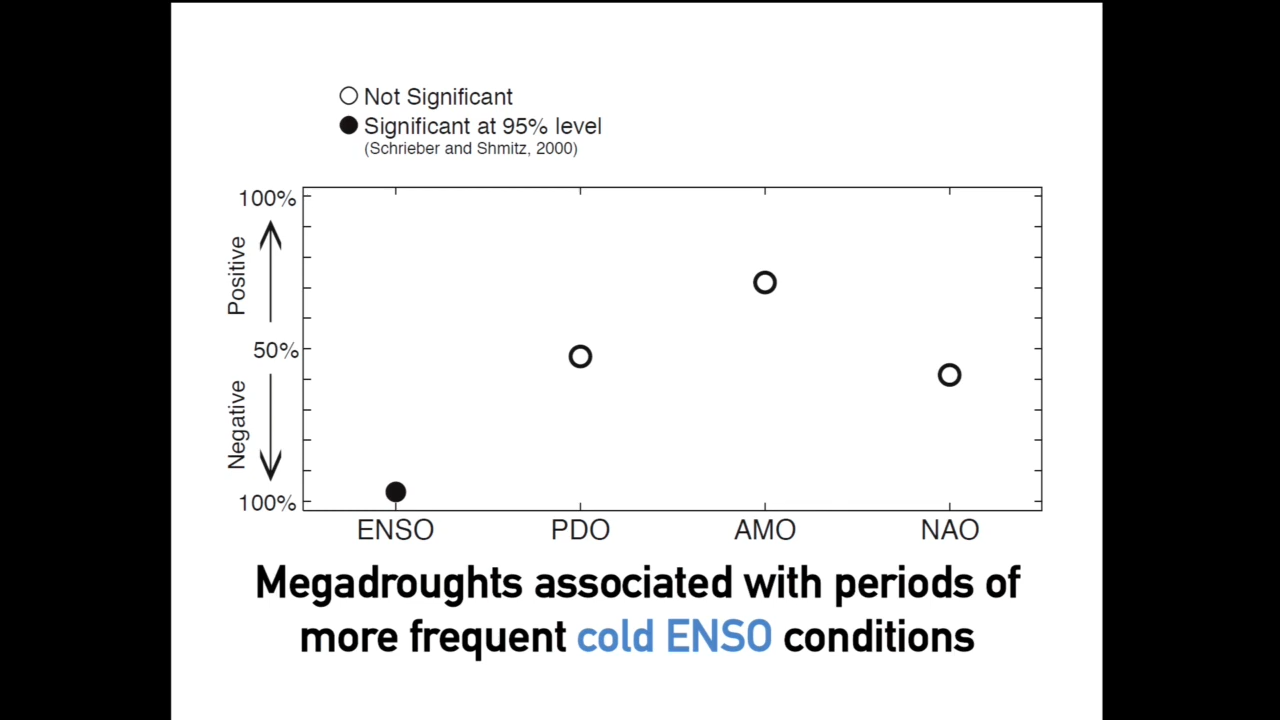 Not Significant
Significant at 95% level
(Schrieber and Shmitz, 2000)
100%
Positive
50%
Negative
100%
ENSO PDO AMO NAO
Megadroughts associated with periods of
more frequent cold ENSO conditions